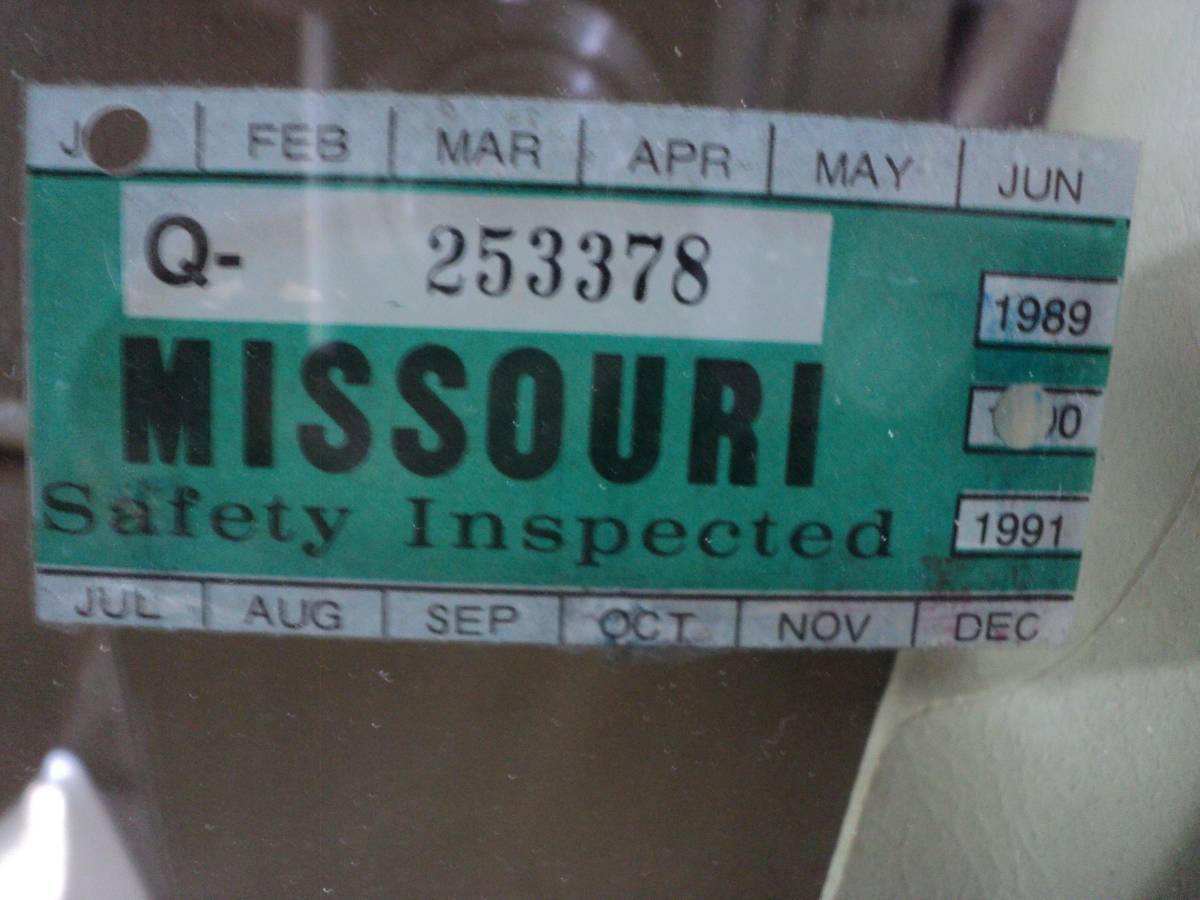 FEB MAR APR MAY JUN
Q- 253378
1989
MISSOURI
Safety Inspected
1991
JUL AUG SEP OCT NOV DEC